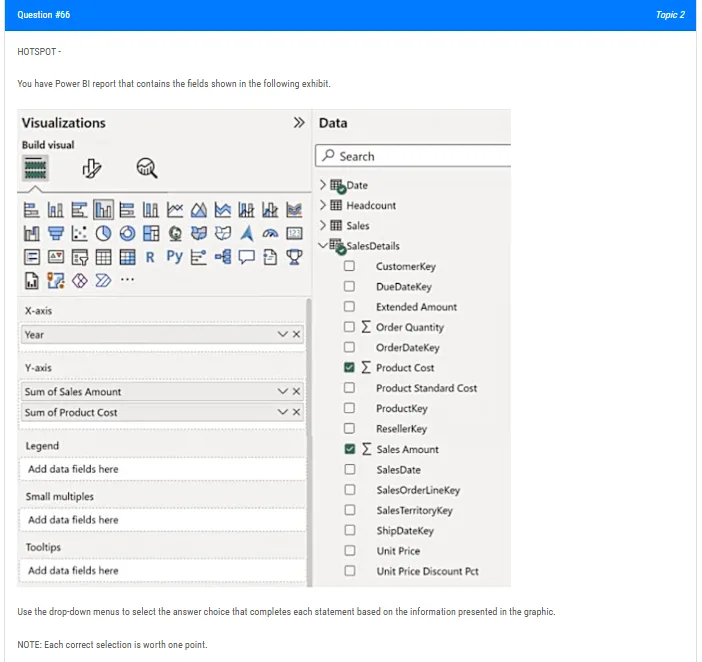 Question #66
Topic 2
HOTSPOT -
You have Power BI report that contains the fields shown in the following exhibit.
Visualizations
Build visual
R
Py
123
X-axis
Year
Y-axis
Sum of Sales Amount
Sum of Product Cost
Legend
Add data fields here
Small multiples
Add data fields here
Tooltips
Add data fields here
Data
Search
Date
Headcount
Sales
SalesDetails
CustomerKey
DueDateKey
Extended Amount
Σ Order Quantity
OrderDateKey
Σ Product Cost
Product Standard Cost
ProductKey
ResellerKey
Σ Sales Amount
SalesDate
SalesOrderLineKey
SalesTerritoryKey
ShipDateKey
Unit Price
Unit Price Discount Pct
Use the drop-down menus to select the answer choice that completes each statement based on the information presented in the graphic.
NOTE: Each correct selection is worth one point.